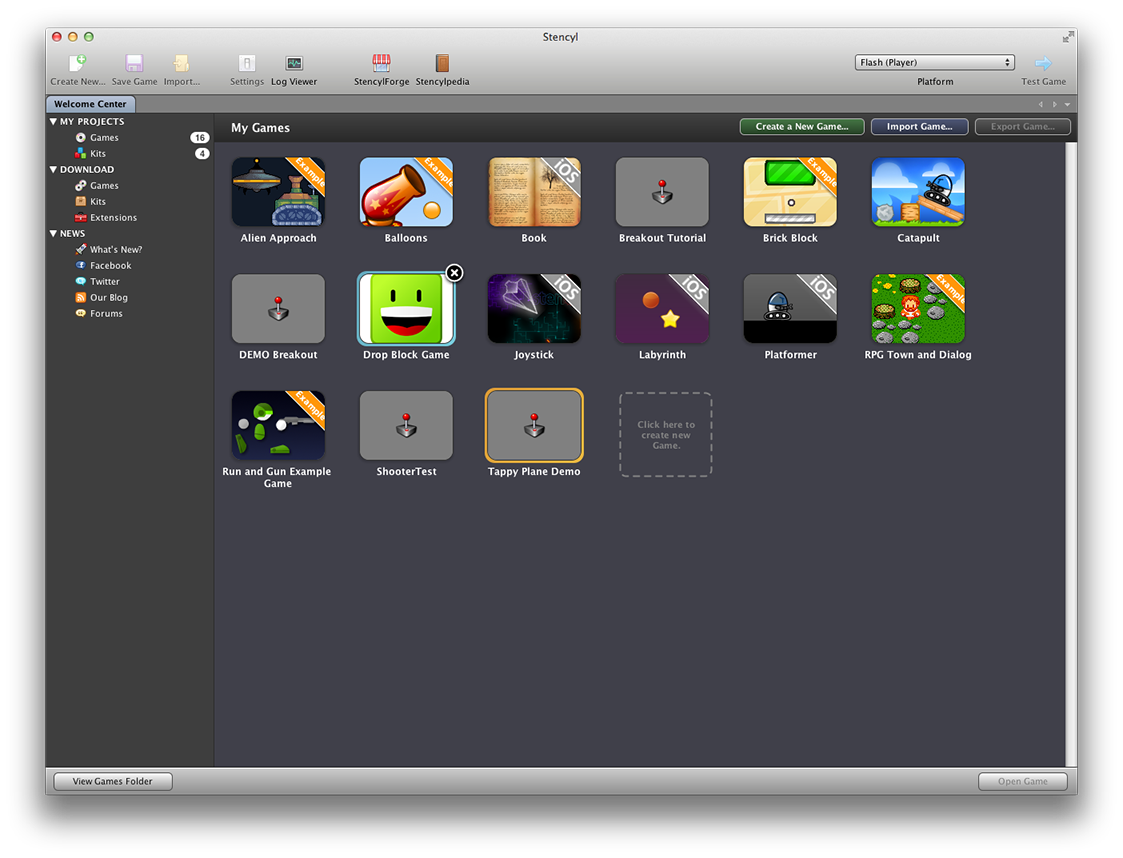 Stencyl
Create New... Save Game Import... Settings Log Viewer StencylForge Stencylpedia
Flash (Player)
Platform
Test Game
Welcome Center
MY PROJECTS
Games 16
Kits 4
DOWNLOAD
Games
Kits
Extensions
NEWS
What's New?
Facebook
Twitter
Our Blog
Forums
My Games
Create a New Game...
Import Game...
Export Game...
Example
Example
iOS
Example
Alien Approach
Balloons
Book
Breakout Tutorial
Brick Block
Catapult
iOS
iOS
iOS
Example
DEMO Breakout
Drop Block Game
Joystick
Labyrinth
Platformer
RPG Town and Dialog
Example
Click here to
create new
Game.
Run and Gun Example
Game
ShooterTest
Tappy Plane Demo
View Games Folder
Open Game